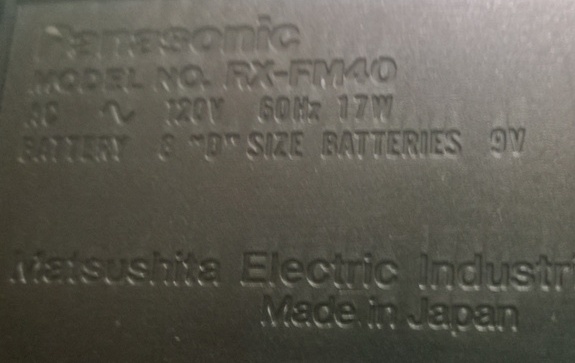 Panasonic
MODEL NO. RX-FM40
AC ∿ 120V 60Hz 17W
BATTERY 6 "D" SIZE BATTERIES 9V
Matsushita Electric Industri
Made in Japan